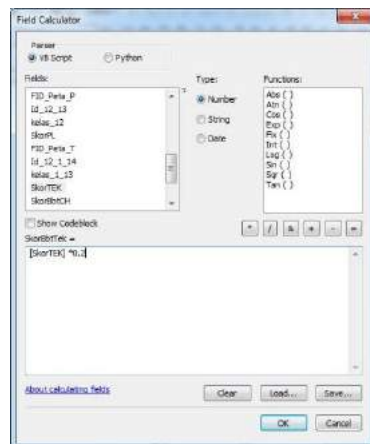 Field Calculator
Parser
VB Script Python
Fields: Type: Functions:
FID_Peta_P
Id_12_13
kelas_12
SkorPL
FID_Peta_T
Id_12_1_14
kelas_1_13
SkorTEK
SkorBbtCH
Number
String
Date
Abs ( )
Atn ( )
Cos ( )
Exp ( )
Fix ( )
Int ( )
Log ( )
Sin ( )
Sqr ( )
Tan ( )
Show Codeblock
* / & + - =
SkorBbtTek =
[SkorTEK] *0.2
About calculating fields Clear Load... Save...
OK Cancel